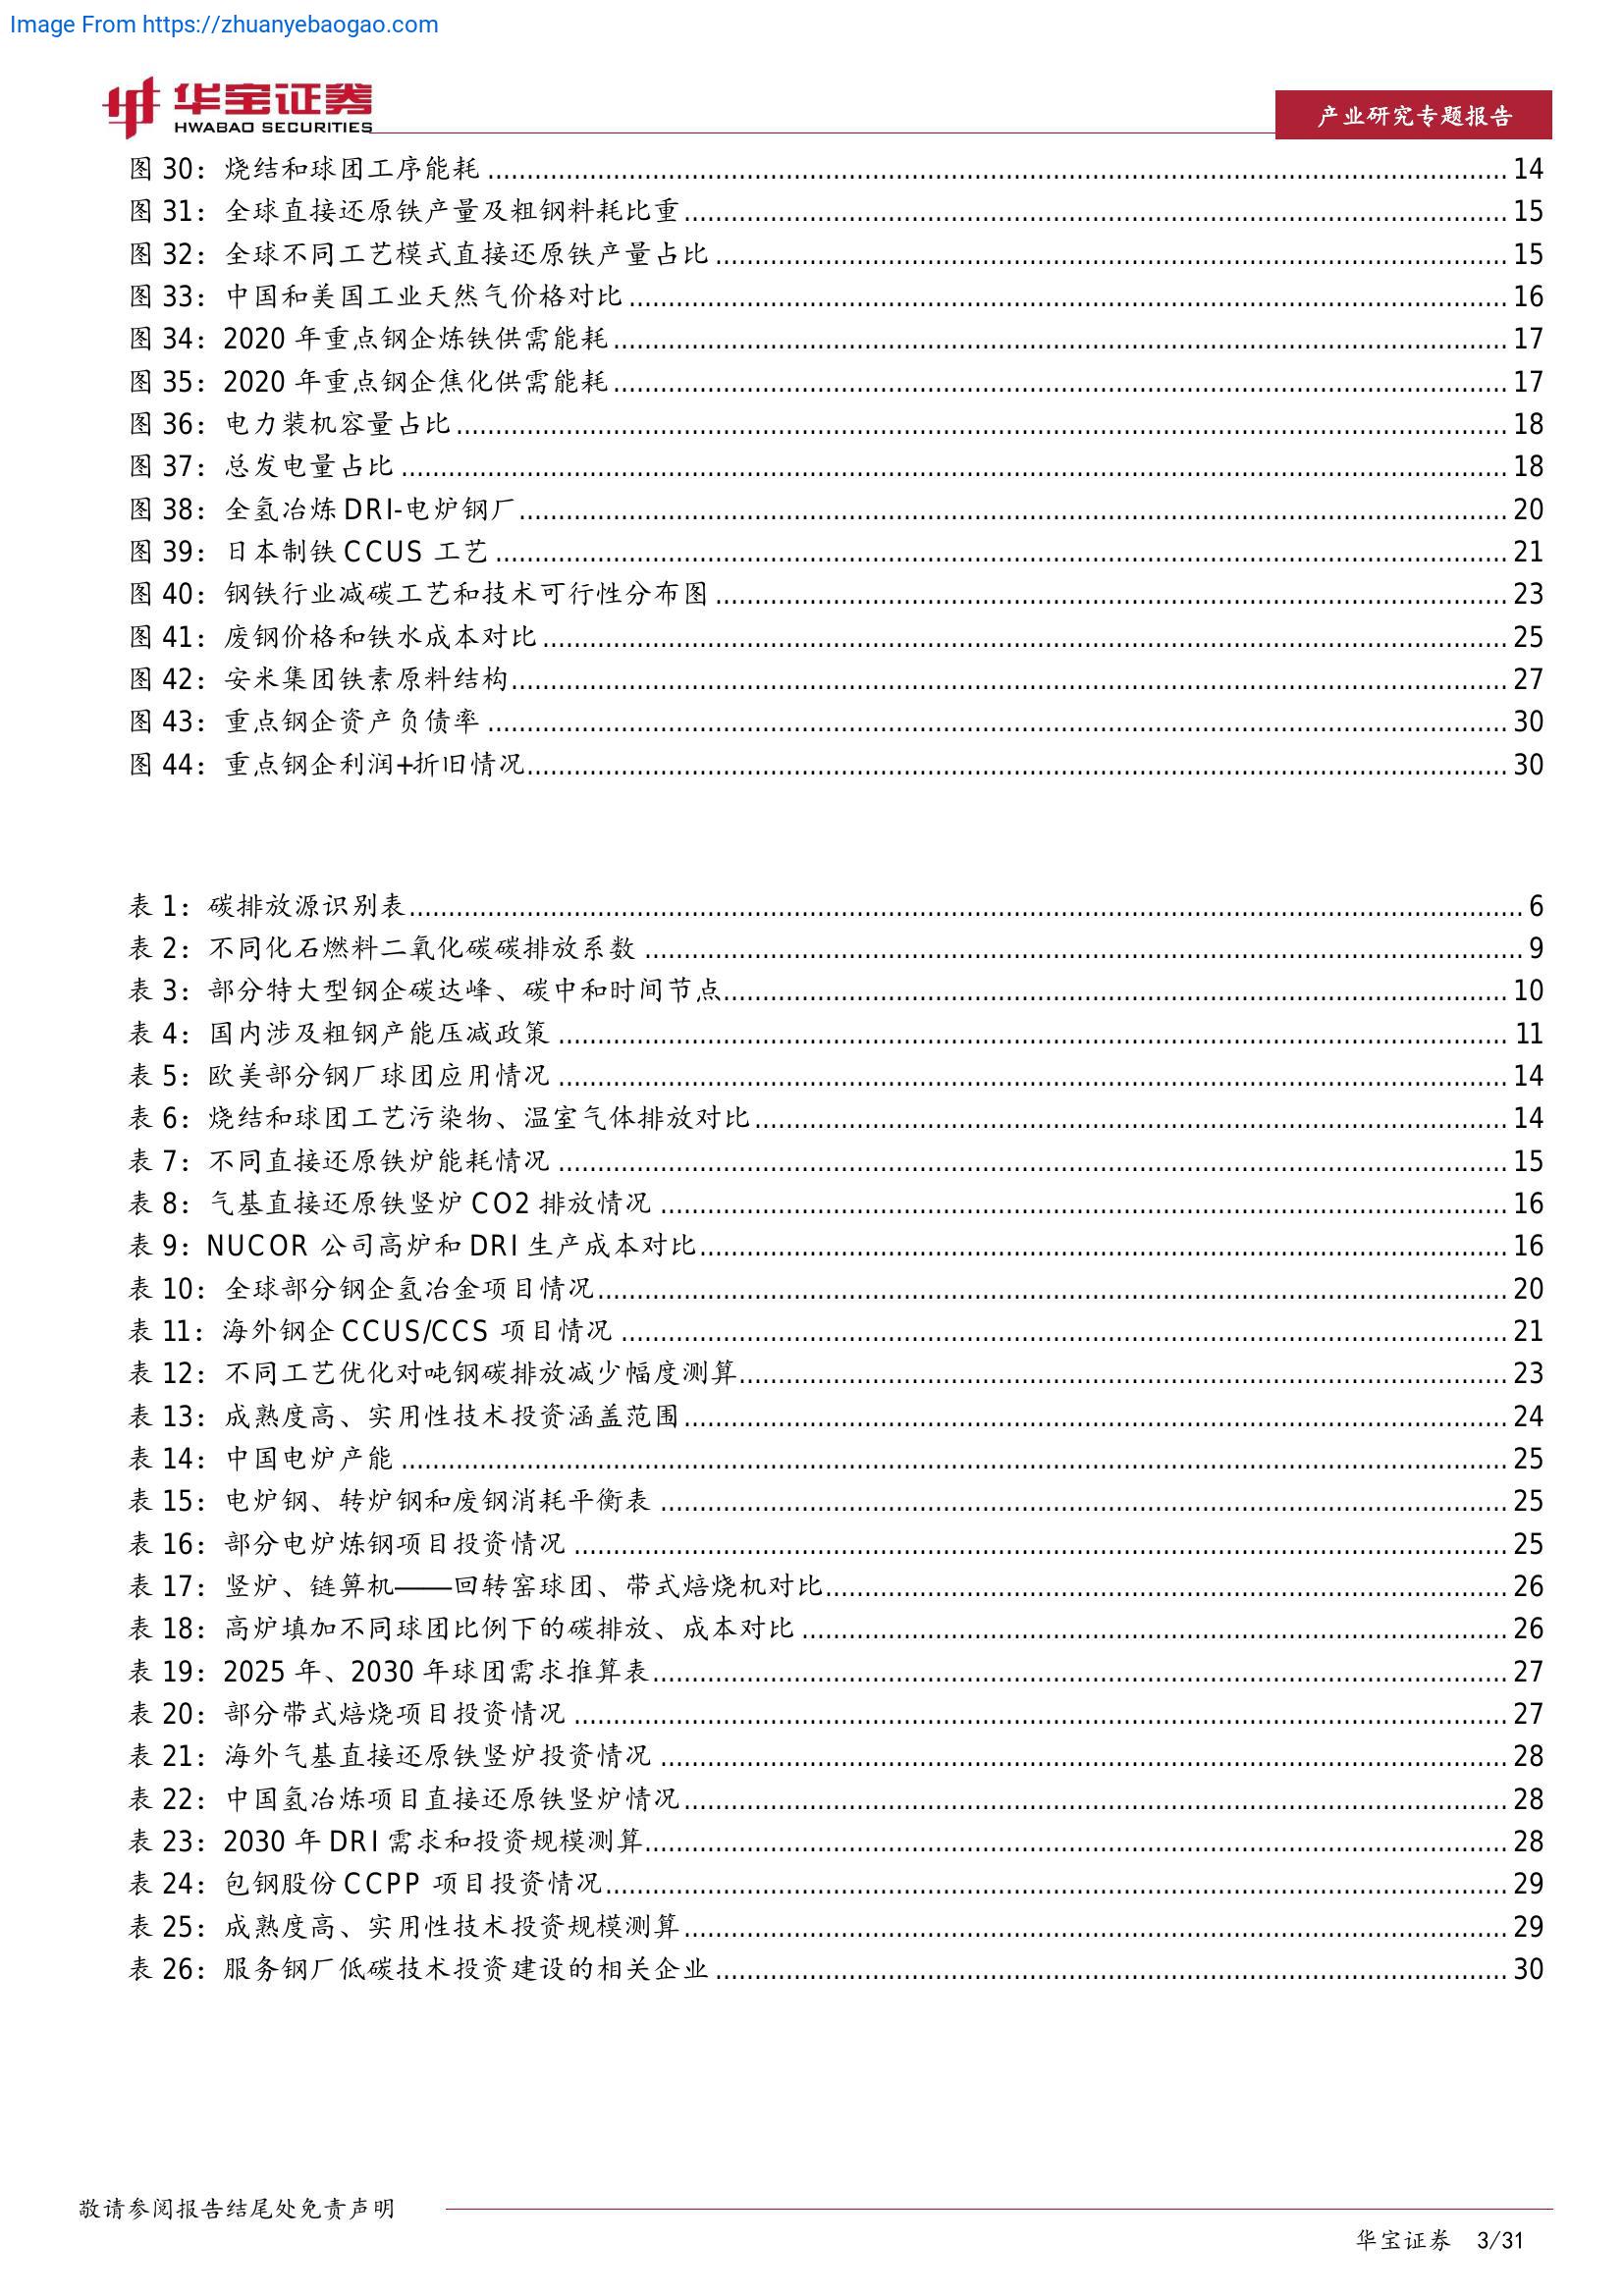 Image From https://zhuanyebaogao.com
华宝证券
HWABAO SECURITIES
产业研究专题报告
图 30：烧结和球团工序能耗 14
图 31：全球直接还原铁产量及粗钢料耗比重 15
图 32：全球不同工艺模式直接还原铁产量占比 15
图 33：中国和美国工业天然气价格对比 16
图 34：2020 年重点钢企炼铁供需能耗 17
图 35：2020 年重点钢企焦化供需能耗 17
图 36：电力装机容量占比 18
图 37：总发电量占比 18
图 38：全氢冶炼 DRI-电炉钢厂 20
图 39：日本制铁 CCUS 工艺 21
图 40：钢铁行业减碳工艺和技术可行性分布图 23
图 41：废钢价格和铁水成本对比 25
图 42：安米集团铁素原料结构 27
图 43：重点钢企资产负债率 30
图 44：重点钢企利润+折旧情况 30
表 1：碳排放源识别表 6
表 2：不同化石燃料二氧化碳碳排放系数 9
表 3：部分特大型钢企碳达峰、碳中和时间节点 10
表 4：国内涉及粗钢产能压减政策 11
表 5：欧美部分钢厂球团应用情况 14
表 6：烧结和球团工艺污染物、温室气体排放对比 14
表 7：不同直接还原铁炉能耗情况 15
表 8：气基直接还原铁竖炉 CO2 排放情况 16
表 9：NUCOR 公司高炉和 DRI 生产成本对比 16
表 10：全球部分钢企氢冶金项目情况 20
表 11：海外钢企 CCUS/CCS 项目情况 21
表 12：不同工艺优化对吨钢碳排放减少幅度测算 23
表 13：成熟度高、实用性技术投资涵盖范围 24
表 14：中国电炉产能 25
表 15：电炉钢、转炉钢和废钢消耗平衡表 25
表 16：部分电炉炼钢项目投资情况 25
表 17：竖炉、链箅机——回转窑球团、带式焙烧机对比 26
表 18：高炉填加不同球团比例下的碳排放、成本对比 26
表 19：2025 年、2030 年球团需求推算表 27
表 20：部分带式焙烧项目投资情况 27
表 21：海外气基直接还原铁竖炉投资情况 28
表 22：中国氢冶炼项目直接还原铁竖炉情况 28
表 23：2030 年 DRI 需求和投资规模测算 28
表 24：包钢股份 CCPP 项目投资情况 29
表 25：成熟度高、实用性技术投资规模测算 29
表 26：服务钢厂低碳技术投资建设的相关企业 30
敬请参阅报告结尾处免责声明
华宝证券 3/31